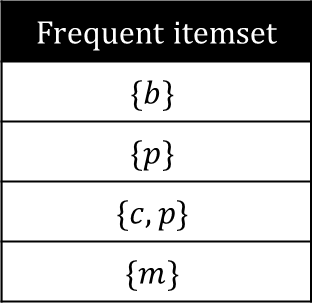 Frequent itemset
{b}
{p}
{c, p}
{m}